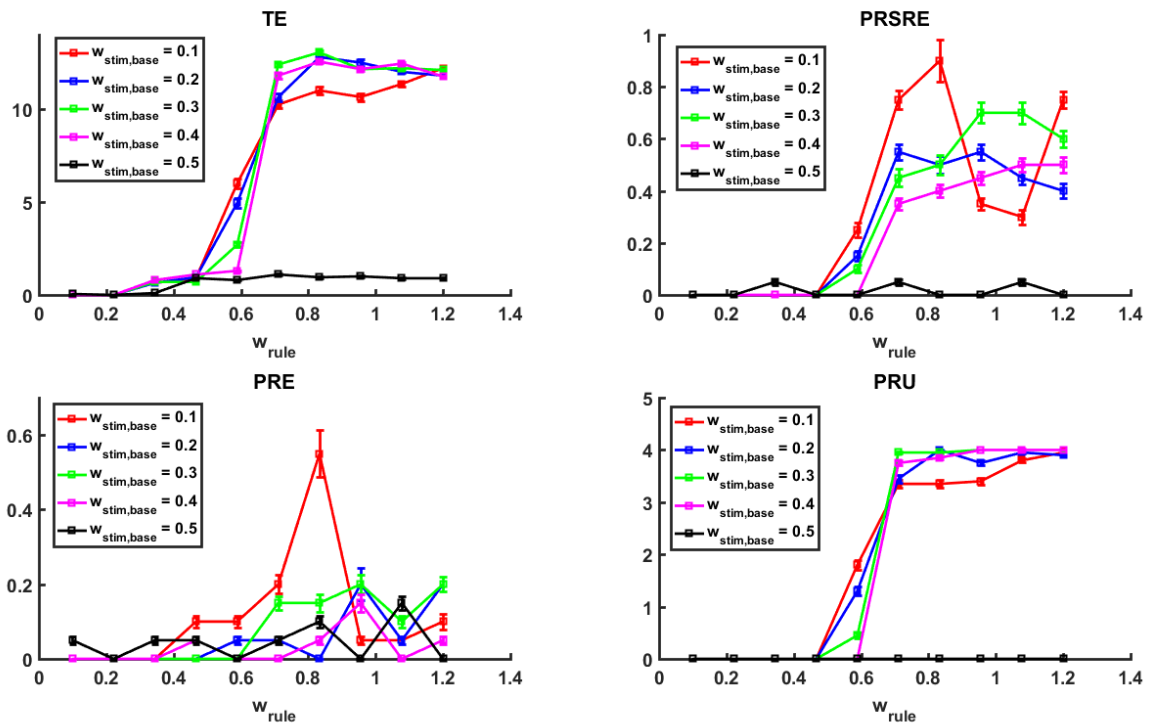 TE
w_stim,base = 0.1
w_stim,base = 0.2
w_stim,base = 0.3
w_stim,base = 0.4
w_stim,base = 0.5
10
5
0
0 0.2 0.4 0.6 0.8 1 1.2 1.4
w_rule
PRSRE
w_stim,base = 0.1
w_stim,base = 0.2
w_stim,base = 0.3
w_stim,base = 0.4
w_stim,base = 0.5
1
0.8
0.6
0.4
0.2
0
0 0.2 0.4 0.6 0.8 1 1.2 1.4
w_rule
PRE
w_stim,base = 0.1
w_stim,base = 0.2
w_stim,base = 0.3
w_stim,base = 0.4
w_stim,base = 0.5
0.6
0.4
0.2
0
0 0.2 0.4 0.6 0.8 1 1.2 1.4
w_rule
PRU
w_stim,base = 0.1
w_stim,base = 0.2
w_stim,base = 0.3
w_stim,base = 0.4
w_stim,base = 0.5
5
4
3
2
1
0
0 0.2 0.4 0.6 0.8 1 1.2 1.4
w_rule